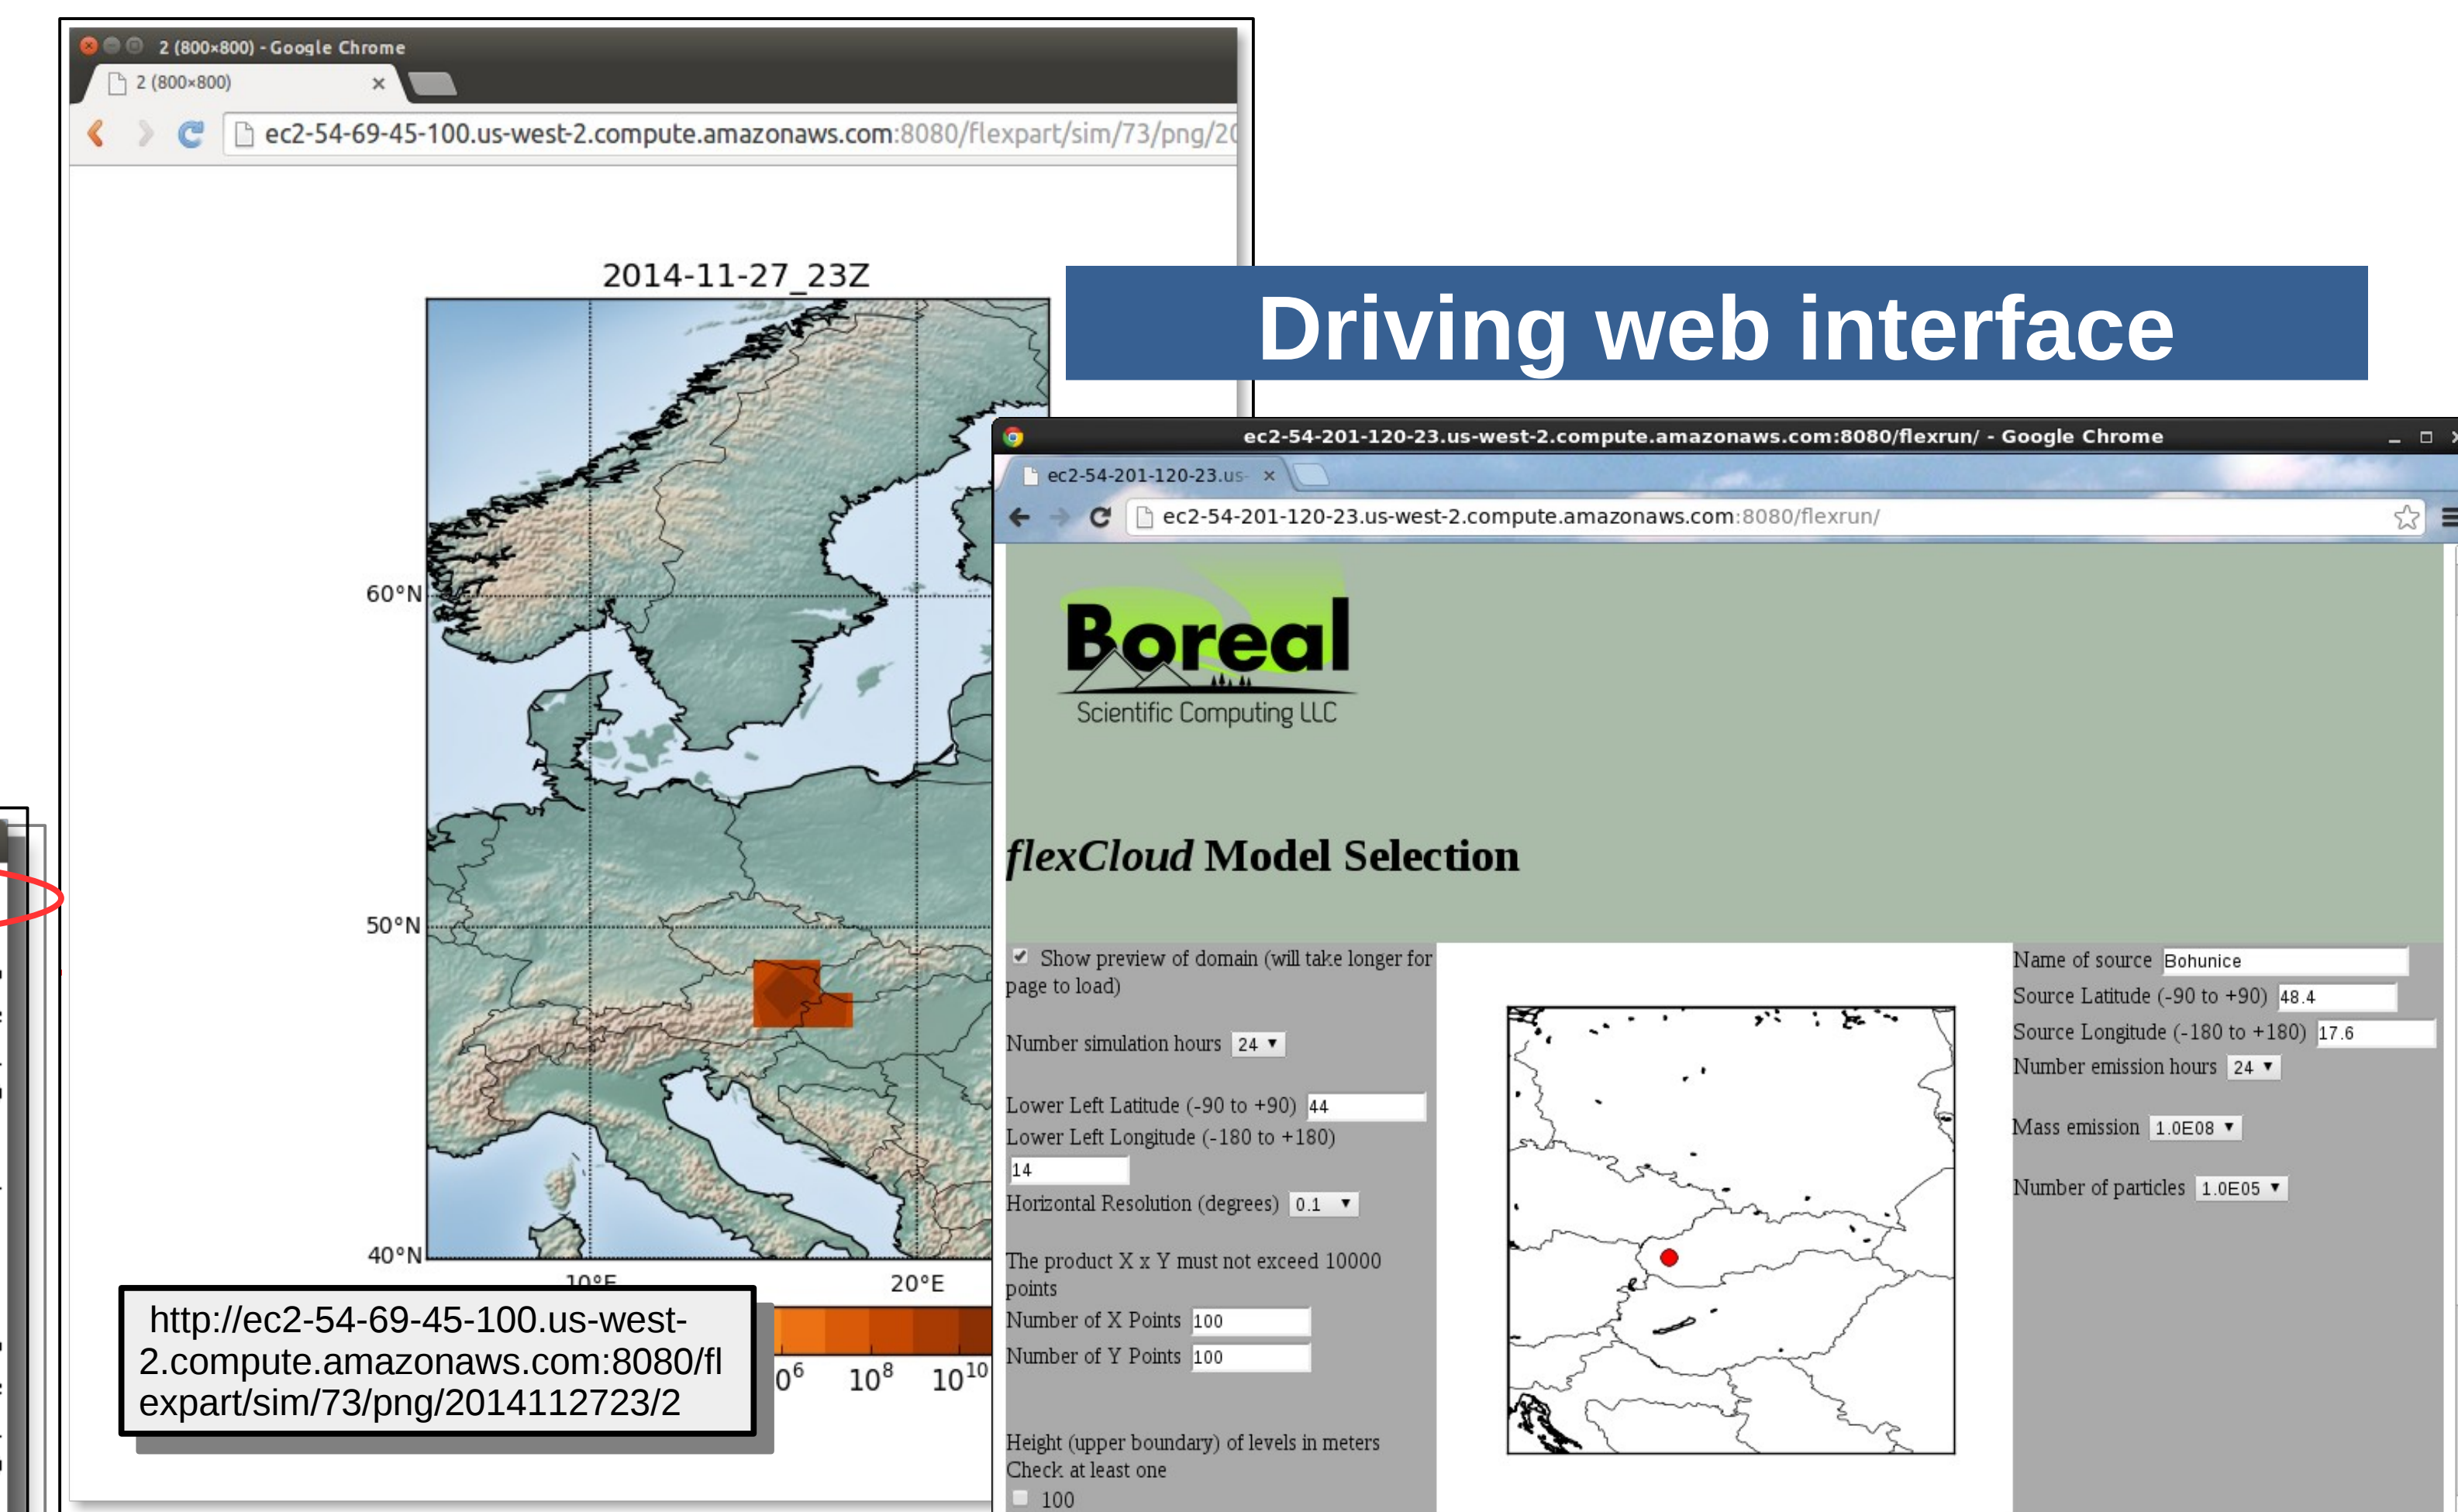 2 (800×800) - Google Chrome
2 (800×800)
ec2-54-69-45-100.us-west-2.compute.amazonaws.com:8080/flexpart/sim/73/png/20
2014-11-27_23Z
60°N
50°N
40°N
10°E
20°E
10⁸
10¹⁰
http://ec2-54-69-45-100.us-west-
2.compute.amazonaws.com:8080/fl
expart/sim/73/png/2014112723/2
Driving web interface
ec2-54-201-120-23.us-west-2.compute.amazonaws.com:8080/flexrun/ - Google Chrome
ec2-54-201-120-23.us-
ec2-54-201-120-23.us-west-2.compute.amazonaws.com:8080/flexrun/
Boreal
Scientific Computing LLC
flexCloud Model Selection
Show preview of domain (will take longer for
page to load)
Number simulation hours 24
Lower Left Latitude (-90 to +90) 44
Lower Left Longitude (-180 to +180)
14
Horizontal Resolution (degrees) 0.1
The product X x Y must not exceed 10000
points
Number of X Points 100
Number of Y Points 100
Height (upper boundary) of levels in meters
Check at least one
100
Name of source Bohunice
Source Latitude (-90 to +90) 48.4
Source Longitude (-180 to +180) 17.6
Number emission hours 24
Mass emission 1.0E08
Number of particles 1.0E05